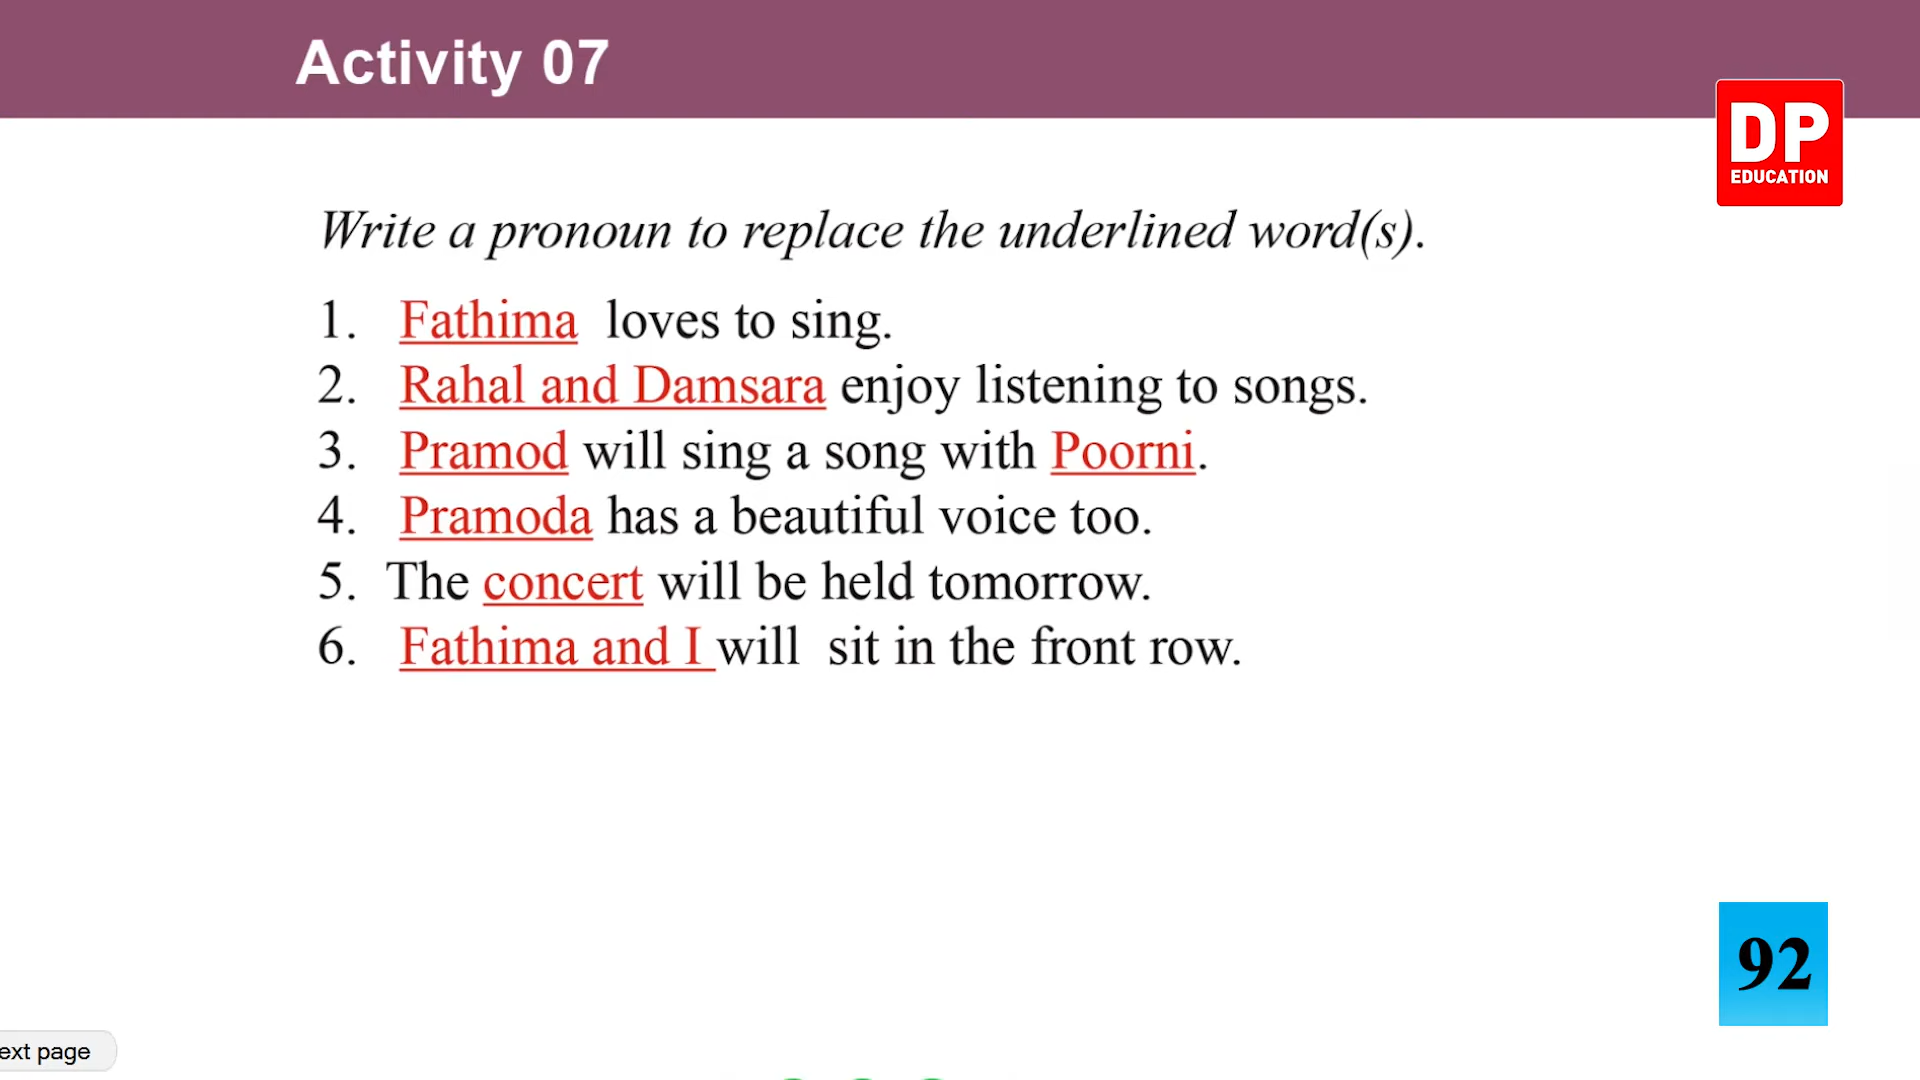 Activity 07
DP
EDUCATION
Write a pronoun to replace the underlined word(s).
1. Fathima loves to sing.
2. Rahal and Damsara enjoy listening to songs.
3. Pramod will sing a song with Poorni.
4. Pramoda has a beautiful voice too.
5. The concert will be held tomorrow.
6. Fathima and I will sit in the front row.
92
ext page